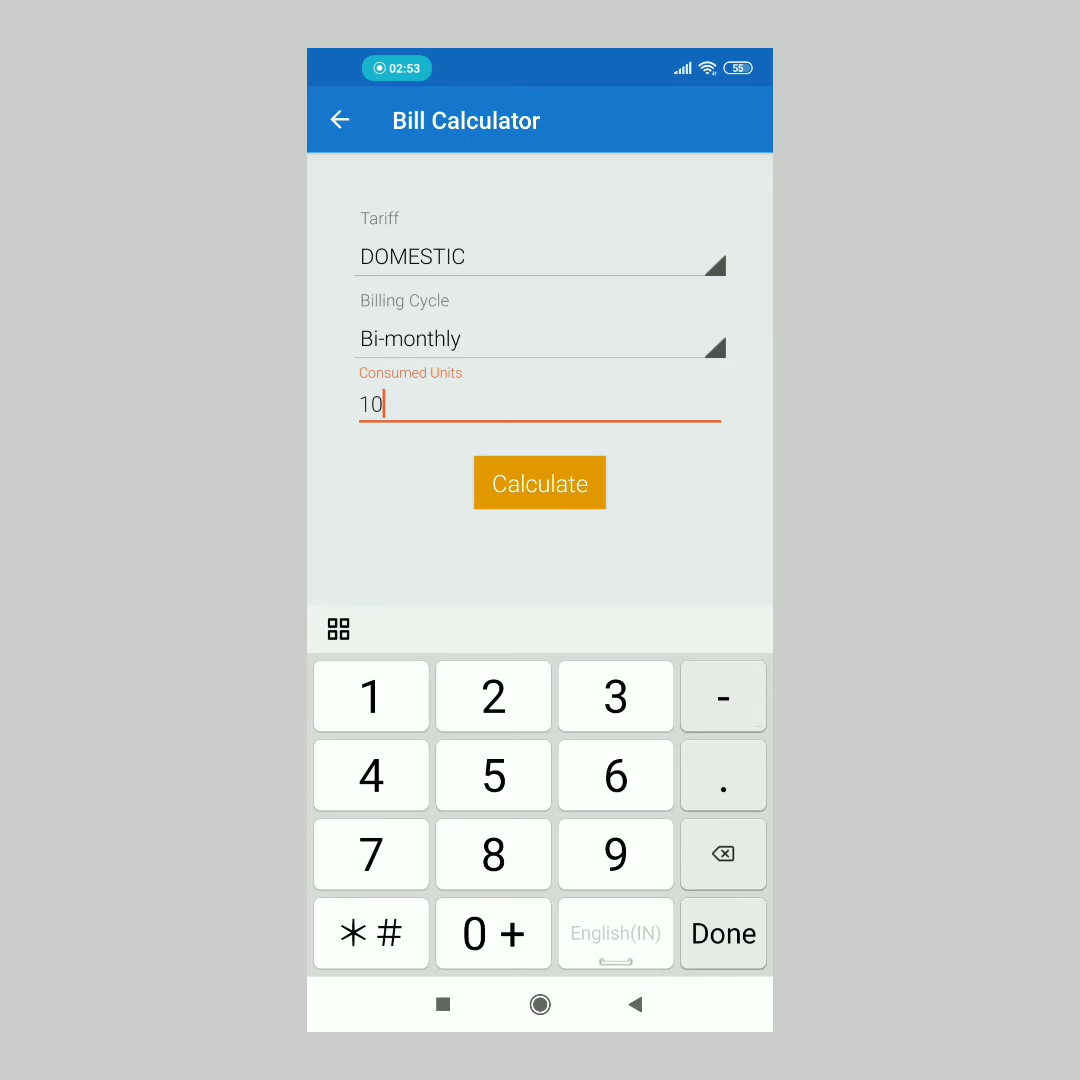 02:53
55
Bill Calculator
Tariff
DOMESTIC
Billing Cycle
Bi-monthly
Consumed Units
10
Calculate
1 2 3 -
4 5 6 .
7 8 9
* # 0 + English(IN) Done